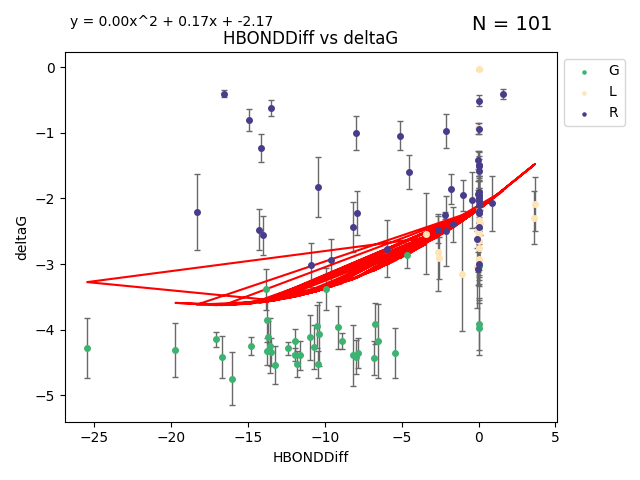 y = 0.00x^2 + 0.17x + -2.17
N = 101
HBONDDiff vs deltaG
G
L
R
deltaG
0
−1
−2
−3
−4
−5
−25
−20
−15
−10
−5
0
5
HBONDDiff